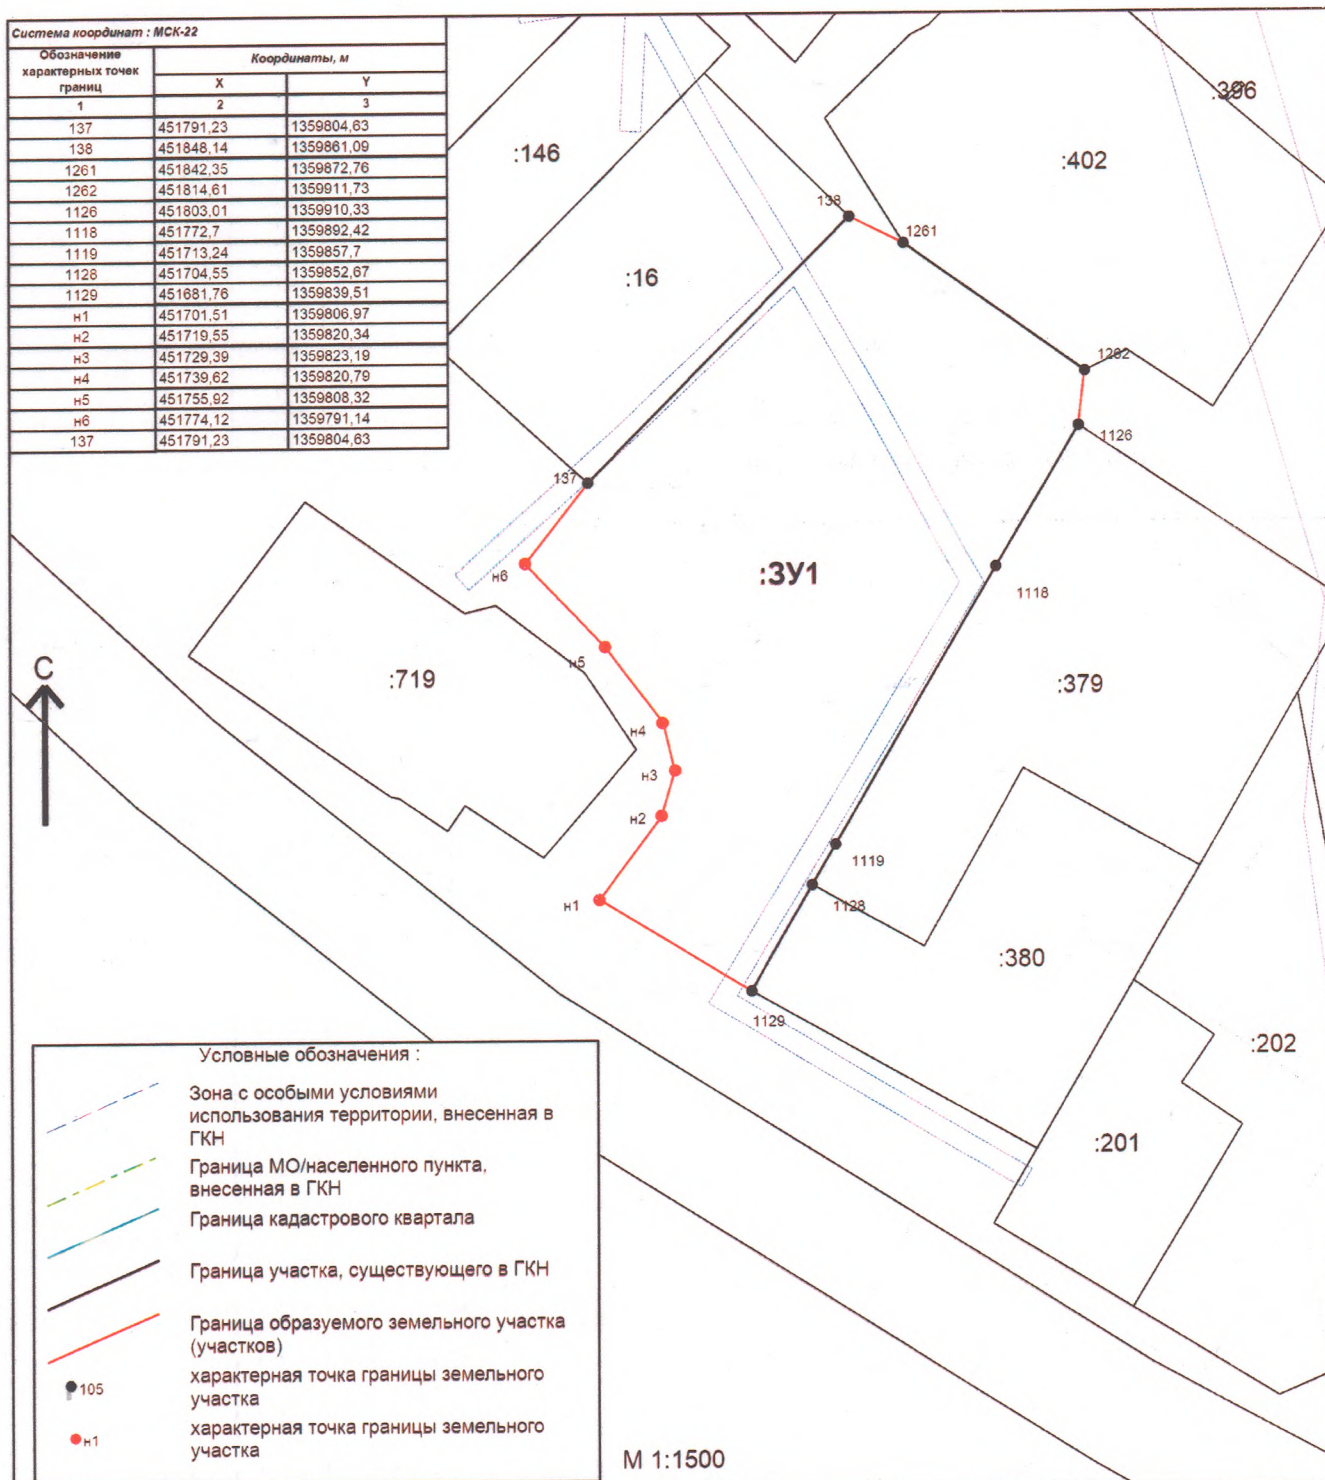 Система координат : МСК-22
Обозначение характерных точек границ
Координаты, м
X Y
1 2 3
137 451791,23 1359804,63
138 451848,14 1359861,09
1261 451842,35 1359872,76
1262 451814,61 1359911,73
1126 451803,01 1359910,33
1118 451772,7 1359892,42
1119 451713,24 1359857,7
1128 451704,55 1359852,67
1129 451681,76 1359839,51
н1 451701,51 1359806,97
н2 451719,55 1359820,34
н3 451729,39 1359823,19
н4 451739,62 1359820,79
н5 451755,92 1359808,32
н6 451774,12 1359791,14
137 451791,23 1359804,63
:396
:146
:402
138
1261
:16
1262
1126
137
н6
:ЗУ1
1118
н5
С
:719
:379
н4
н3
н2
1119
н1
1128
:380
1129
:202
:201
Условные обозначения :
Зона с особыми условиями
использования территории, внесенная в
ГКН
Граница МО/населенного пункта,
внесенная в ГКН
Граница кадастрового квартала
Граница участка, существующего в ГКН
Граница образуемого земельного участка
(участков)
105
характерная точка границы земельного
участка
н1
характерная точка границы земельного
участка
М 1:1500